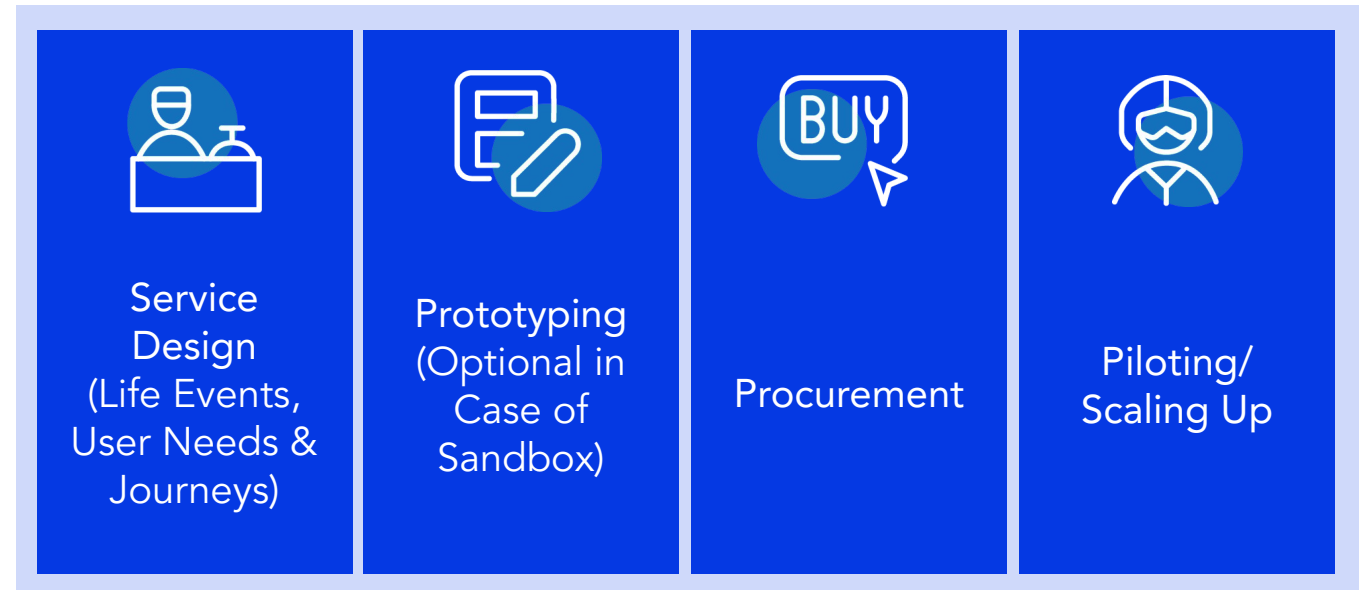 Service
Design
(Life Events,
User Needs &
Journeys)
Prototyping
(Optional in
Case of
Sandbox)
BUY
Procurement
Piloting/
Scaling Up